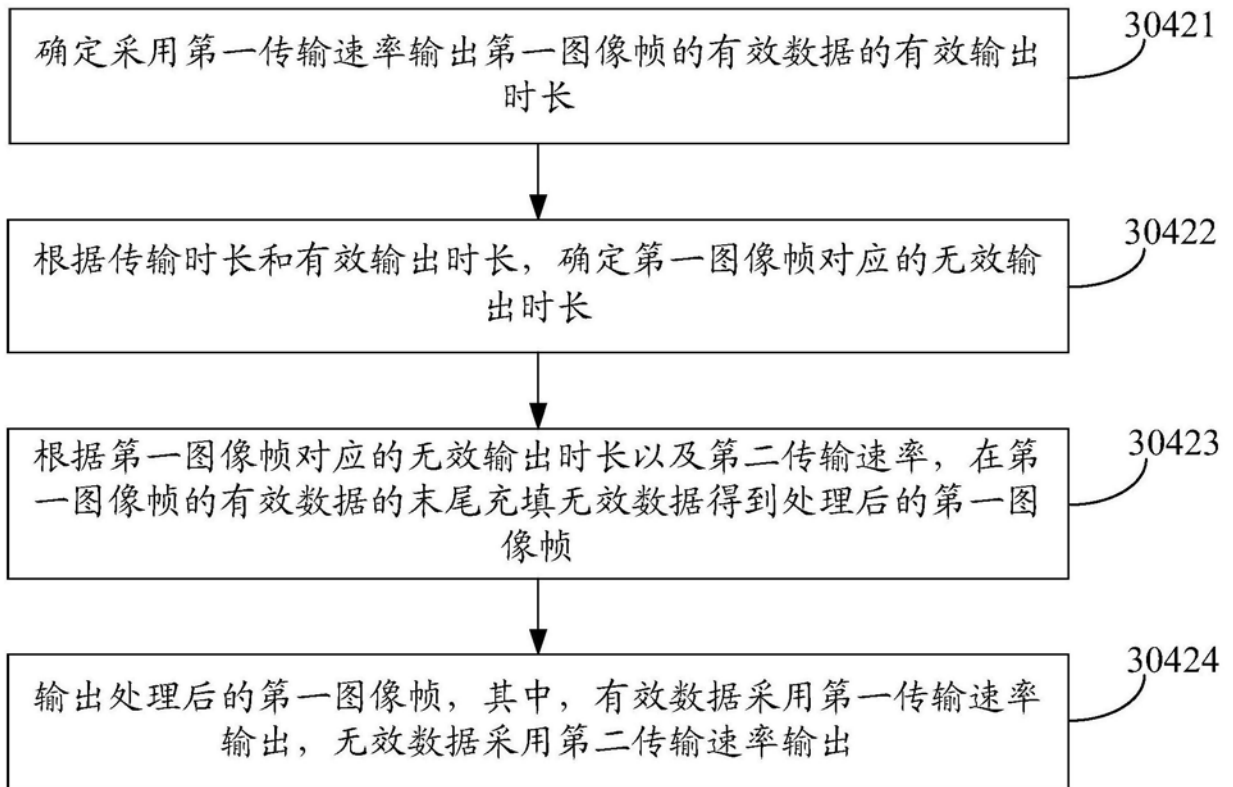 确定采用第一传输速率输出第一图像帧的有效数据的有效输出
时长
30421
根据传输时长和有效输出时长，确定第一图像帧对应的无效输
出时长
30422
根据第一图像帧对应的无效输出时长以及第二传输速率，在第
一图像帧的有效数据的末尾充填无效数据得到处理后的第一图
像帧
30423
输出处理后的第一图像帧，其中，有效数据采用第一传输速率
输出，无效数据采用第二传输速率输出
30424